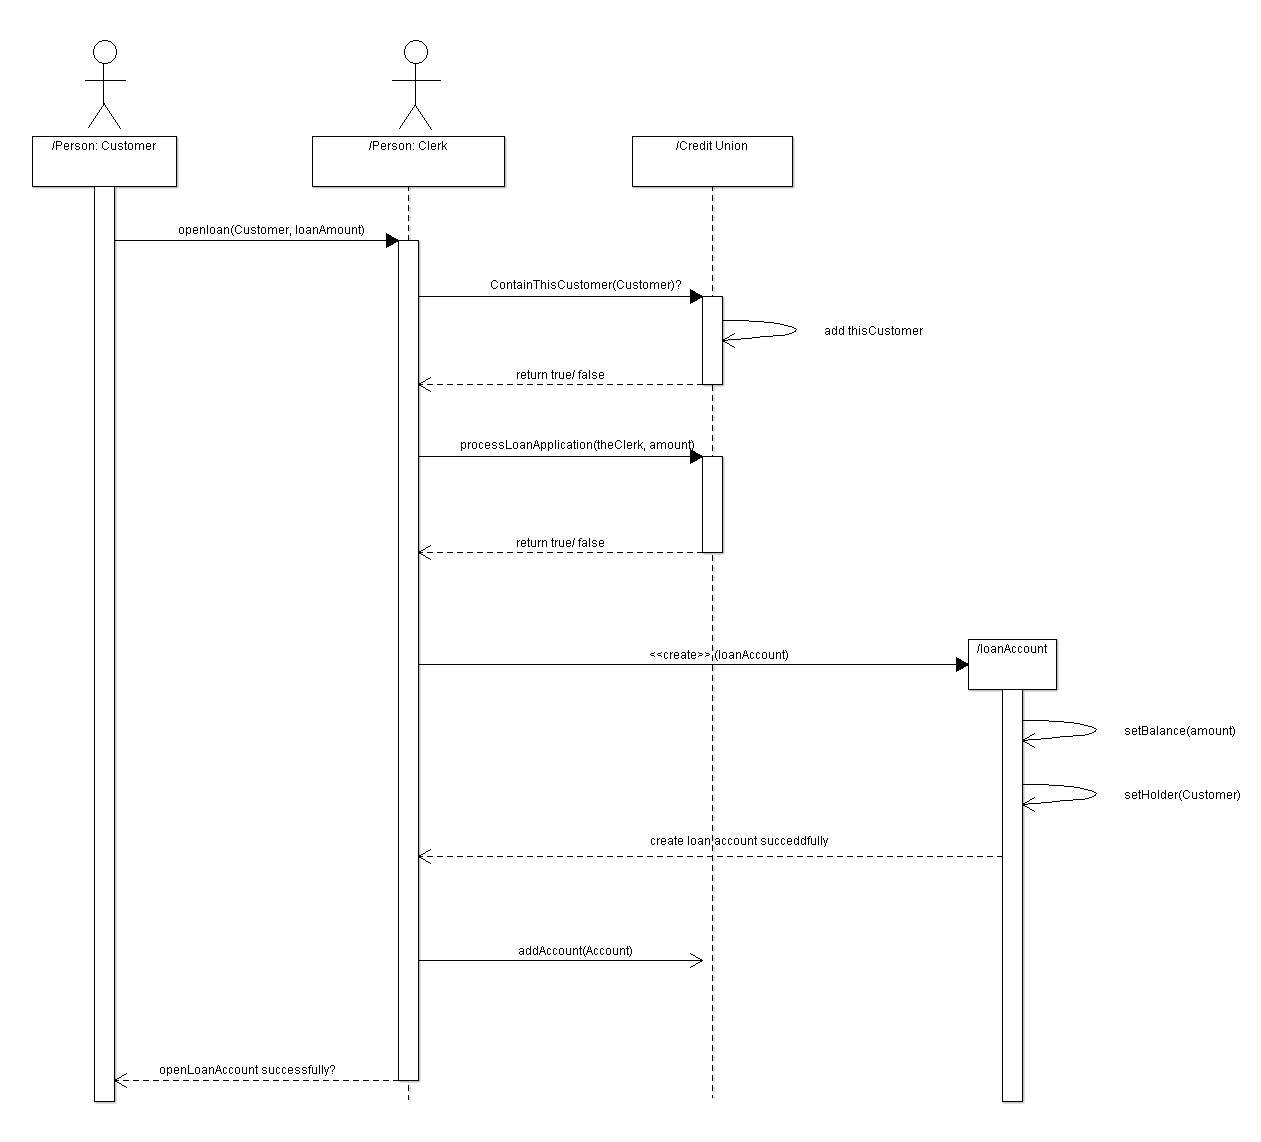 /Person: Customer
/Person: Clerk
/Credit Union
openloan(Customer, loanAmount)
ContainThisCustomer(Customer)?
add thisCustomer
return true/ false
processLoanApplication(theClerk, amount)
return true/ false
/loanAccount
<<create>> (loanAccount)
setBalance(amount)
setHolder(Customer)
create loan account succeddfully
addAccount(Account)
openLoanAccount successfully?